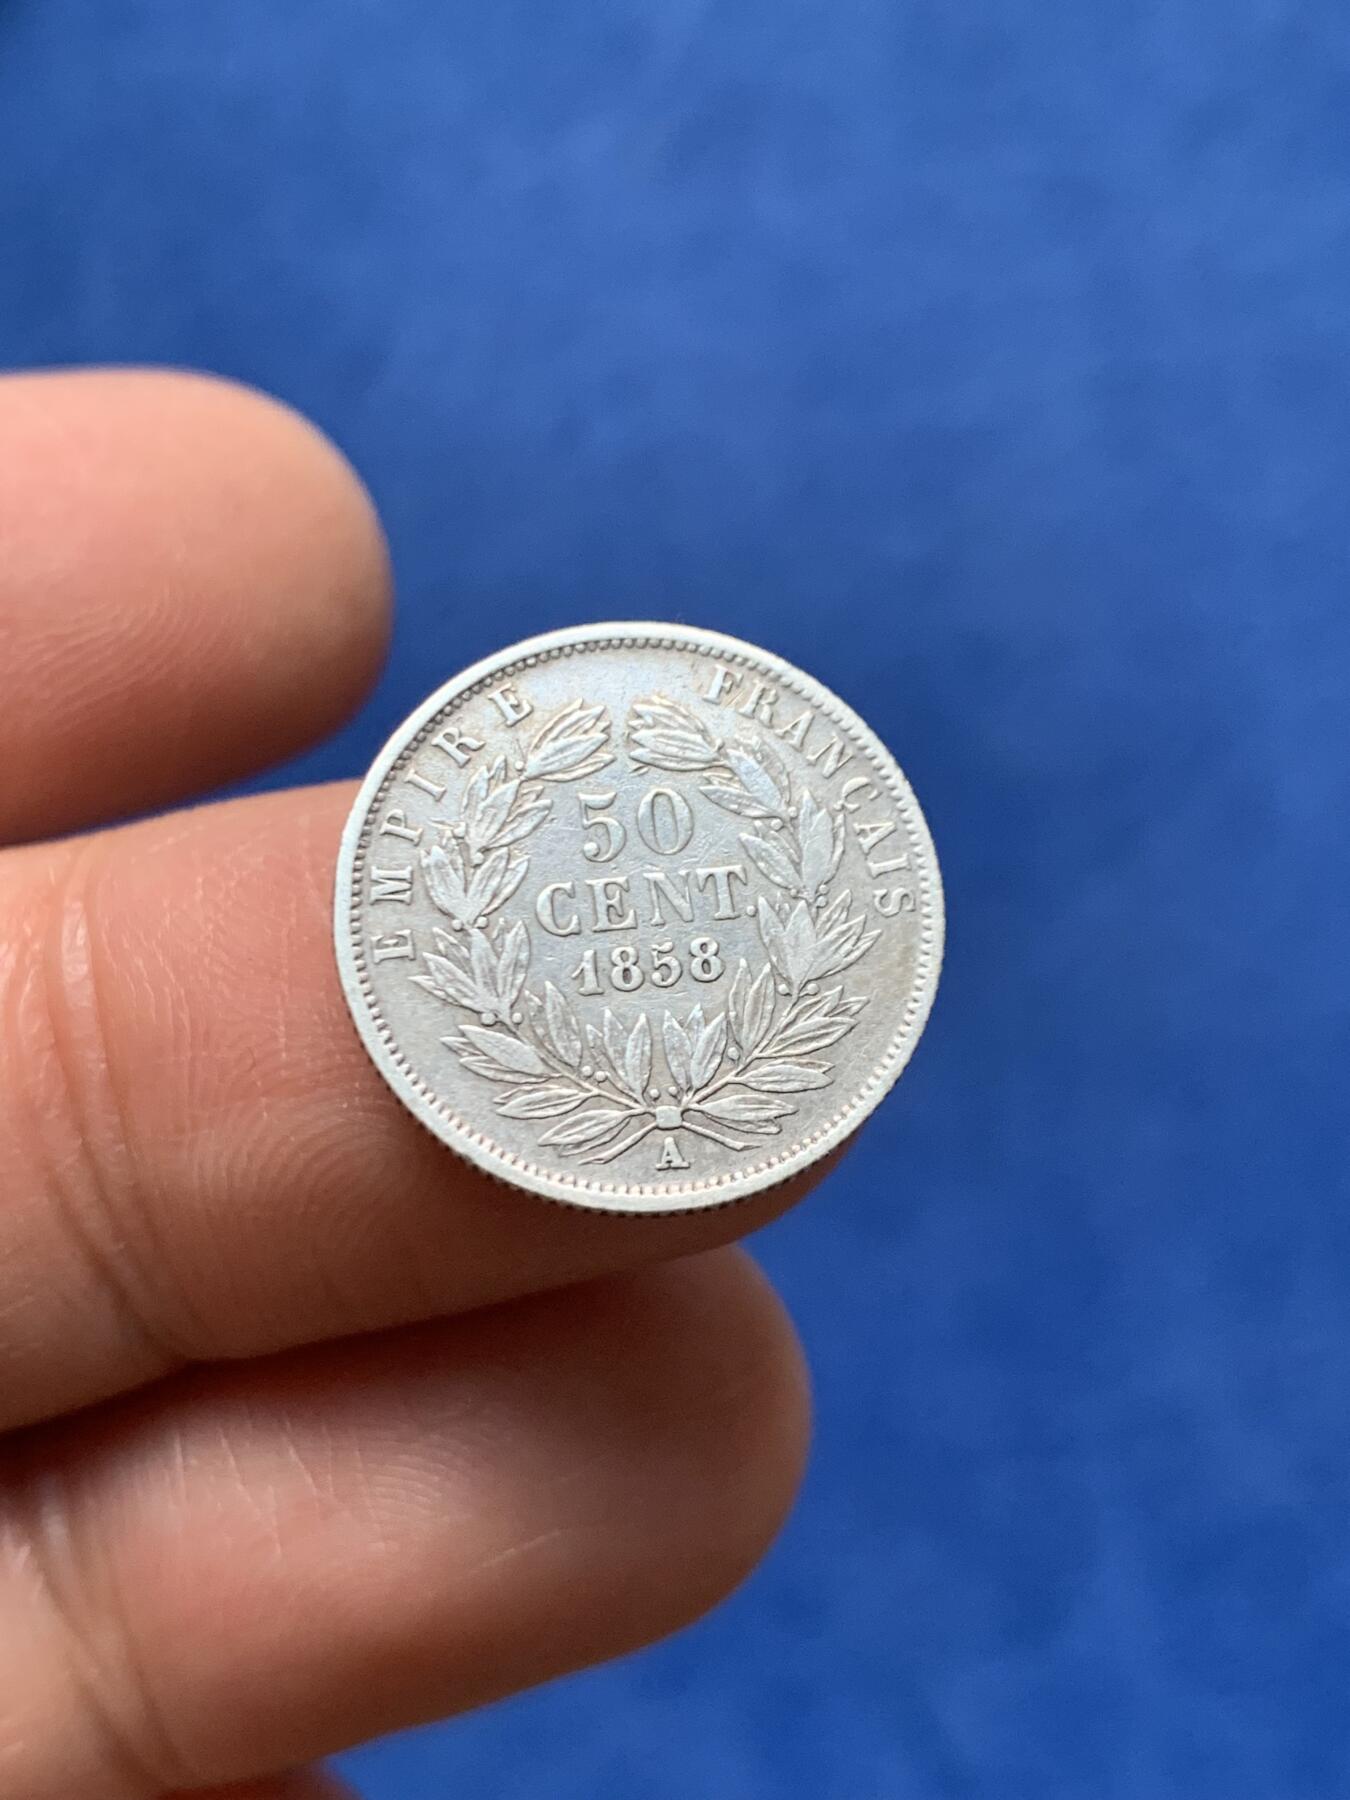 EMPIRE FRANÇAIS
50
CENT.
1858
A